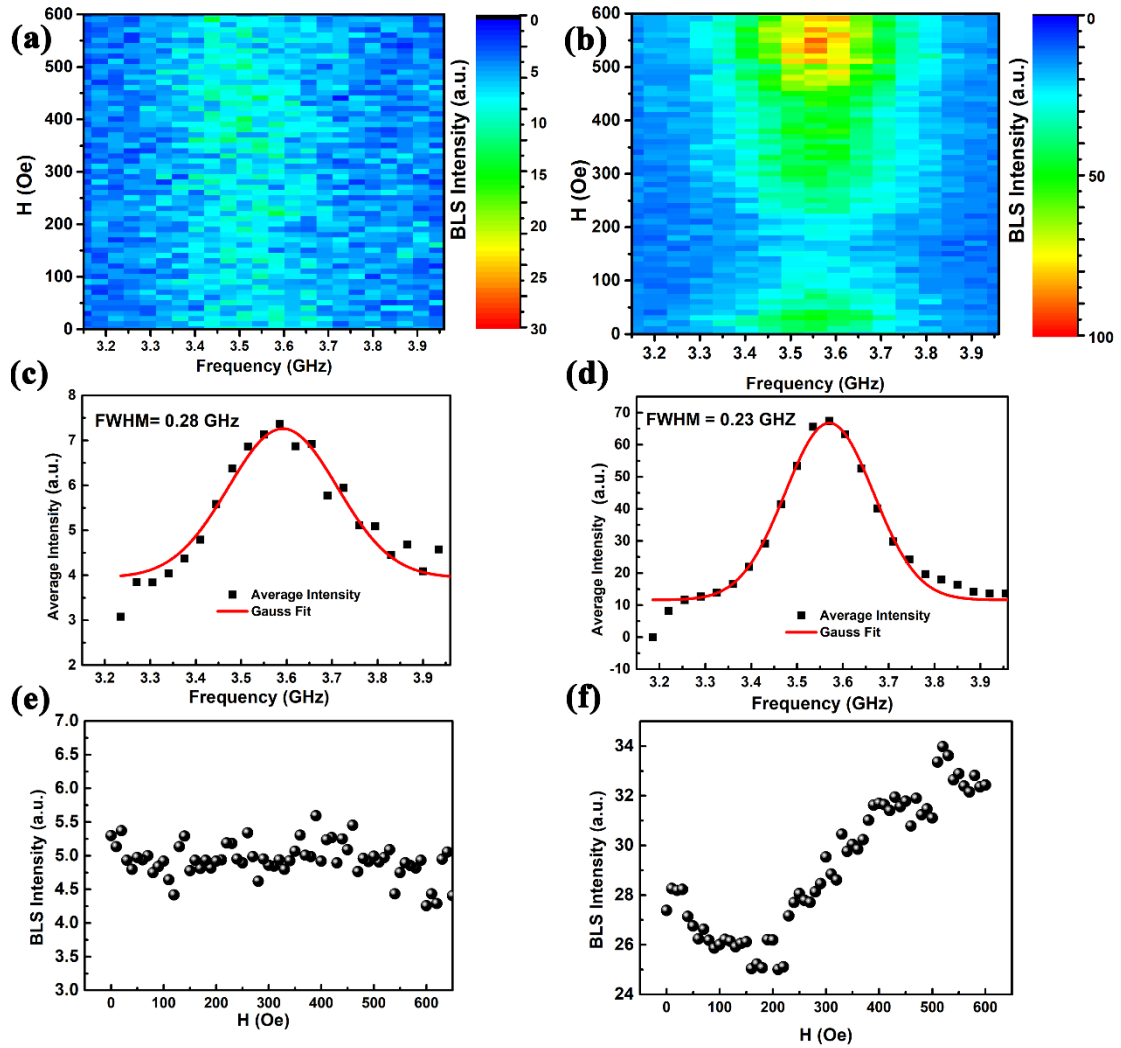 (a)
600
500
400
300
200
100
0
H (Oe)
3.2 3.3 3.4 3.5 3.6 3.7 3.8 3.9
Frequency (GHz)
0
5
10
15
20
25
30
BLS Intensity (a.u.)
(b)
600
500
400
300
200
100
0
H (Oe)
3.2 3.3 3.4 3.5 3.6 3.7 3.8 3.9
Frequency (GHz)
0
50
100
BLS Intensity (a.u.)
(c)
8
7
6
5
4
3
2
Average Intensity (a.u.)
FWHM= 0.28 GHz
Average Intensity
Gauss Fit
3.2 3.3 3.4 3.5 3.6 3.7 3.8 3.9
Frequency (GHz)
(d)
70
60
50
40
30
20
10
0
-10
Average Intensity (a.u.)
FWHM = 0.23 GHZ
Average Intensity
Gauss Fit
3.2 3.3 3.4 3.5 3.6 3.7 3.8 3.9
Frequency (GHz)
(e)
7.0
6.5
6.0
5.5
5.0
4.5
4.0
3.5
3.0
BLS Intensity (a.u.)
0 100 200 300 400 500 600
H (Oe)
(f)
34
32
30
28
26
24
BLS Intensity (a.u.)
0 100 200 300 400 500 600
H (Oe)